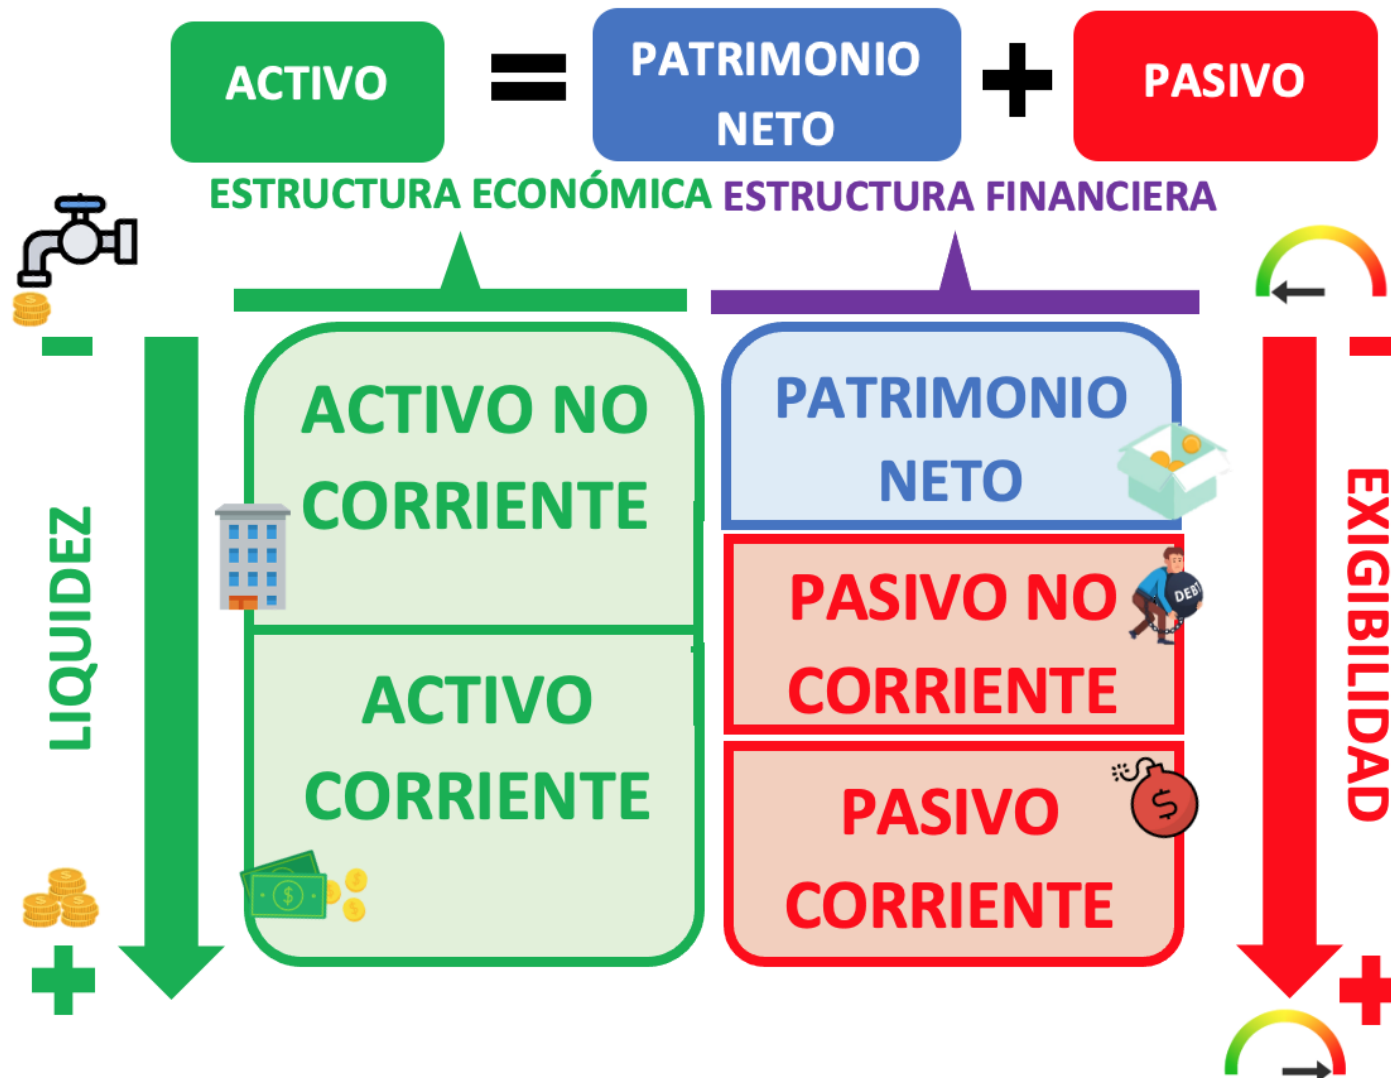 ACTIVO
=
PATRIMONIO
NETO
+
PASIVO
ESTRUCTURA ECONÓMICA
ESTRUCTURA FINANCIERA
-
LIQUIDEZ
+
ACTIVO NO
CORRIENTE
ACTIVO
CORRIENTE
$
PATRIMONIO
NETO
PASIVO NO
CORRIENTE
DEBT
PASIVO
CORRIENTE
$
-
EXIGIBILIDAD
+